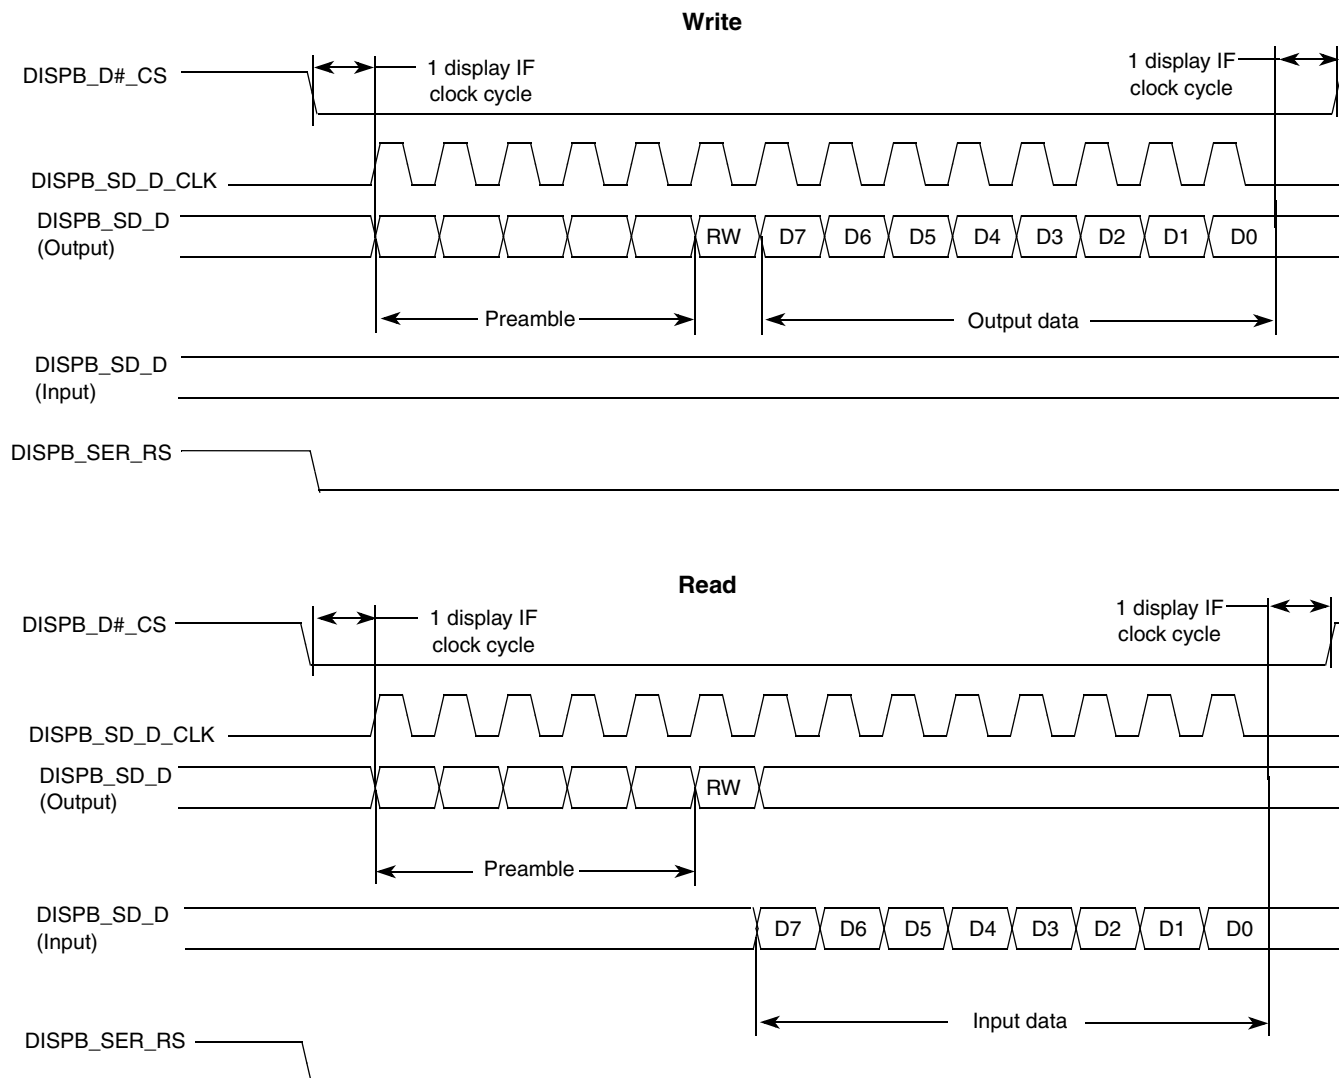 Write
DISPB_D#_CS
1 display IF
clock cycle
1 display IF
clock cycle
DISPB_SD_D_CLK
DISPB_SD_D
(Output)
RW D7 D6 D5 D4 D3 D2 D1 D0
Preamble
Output data
DISPB_SD_D
(Input)
DISPB_SER_RS
Read
DISPB_D#_CS
1 display IF
clock cycle
1 display IF
clock cycle
DISPB_SD_D_CLK
DISPB_SD_D
(Output)
RW
Preamble
DISPB_SD_D
(Input)
D7 D6 D5 D4 D3 D2 D1 D0
Input data
DISPB_SER_RS